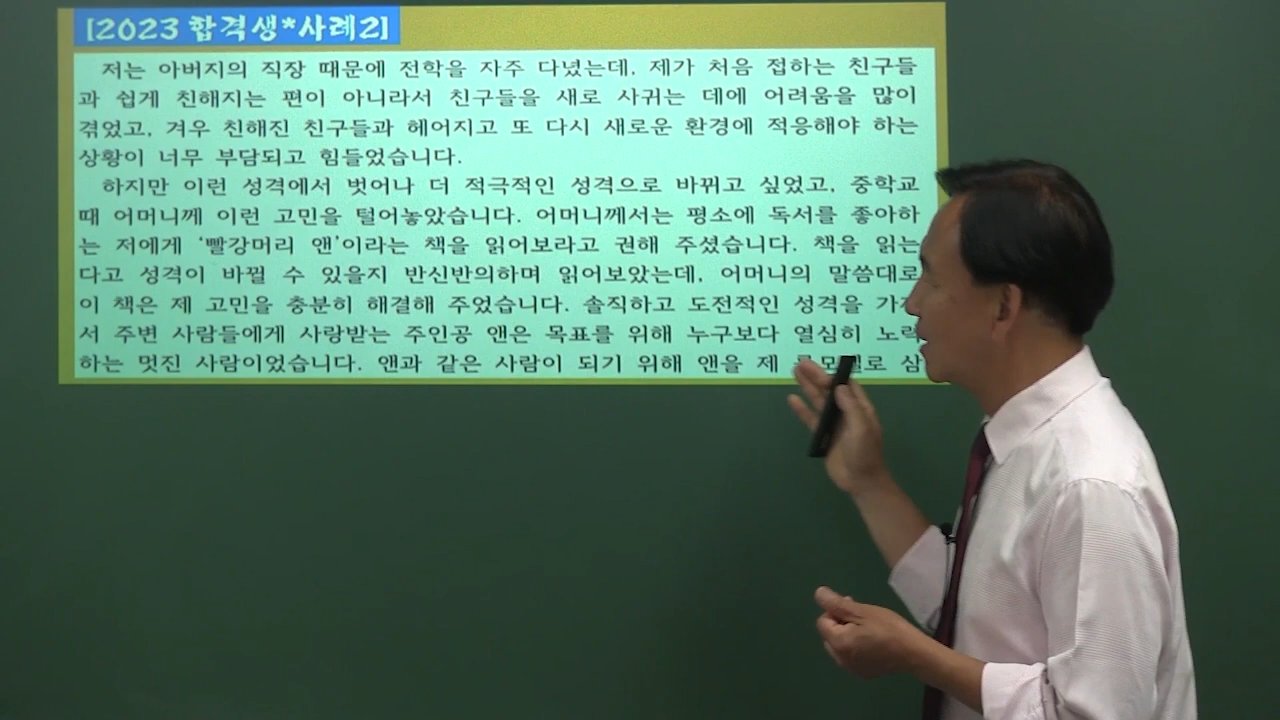 [2023 합격생*사례2]
저는 아버지의 직장 때문에 전학을 자주 다녔는데, 제가 처음 접하는 친구들
과 쉽게 친해지는 편이 아니라서 친구들을 새로 사귀는 데에 어려움을 많이
겪었고, 겨우 친해진 친구들과 헤어지고 또 다시 새로운 환경에 적응해야 하는
상황이 너무 부담되고 힘들었습니다.
하지만 이런 성격에서 벗어나 더 적극적인 성격으로 바뀌고 싶었고, 중학교
때 어머니께 이런 고민을 털어놓았습니다. 어머니께서는 평소에 독서를 좋아하
는 저에게 '빨강머리 앤'이라는 책을 읽어보라고 권해 주셨습니다. 책을 읽는
다고 성격이 바뀔 수 있을지 반신반의하며 읽어보았는데, 어머니의 말씀대로
이 책은 제 고민을 충분히 해결해 주었습니다. 솔직하고 도전적인 성격을
서 주변 사람들에게 사랑받는 주인공 앤은 목표를 위해 누구보다 열심히 노력
하는 멋진 사람이었습니다. 앤과 같은 사람이 되기 위해 앤을 제 삼